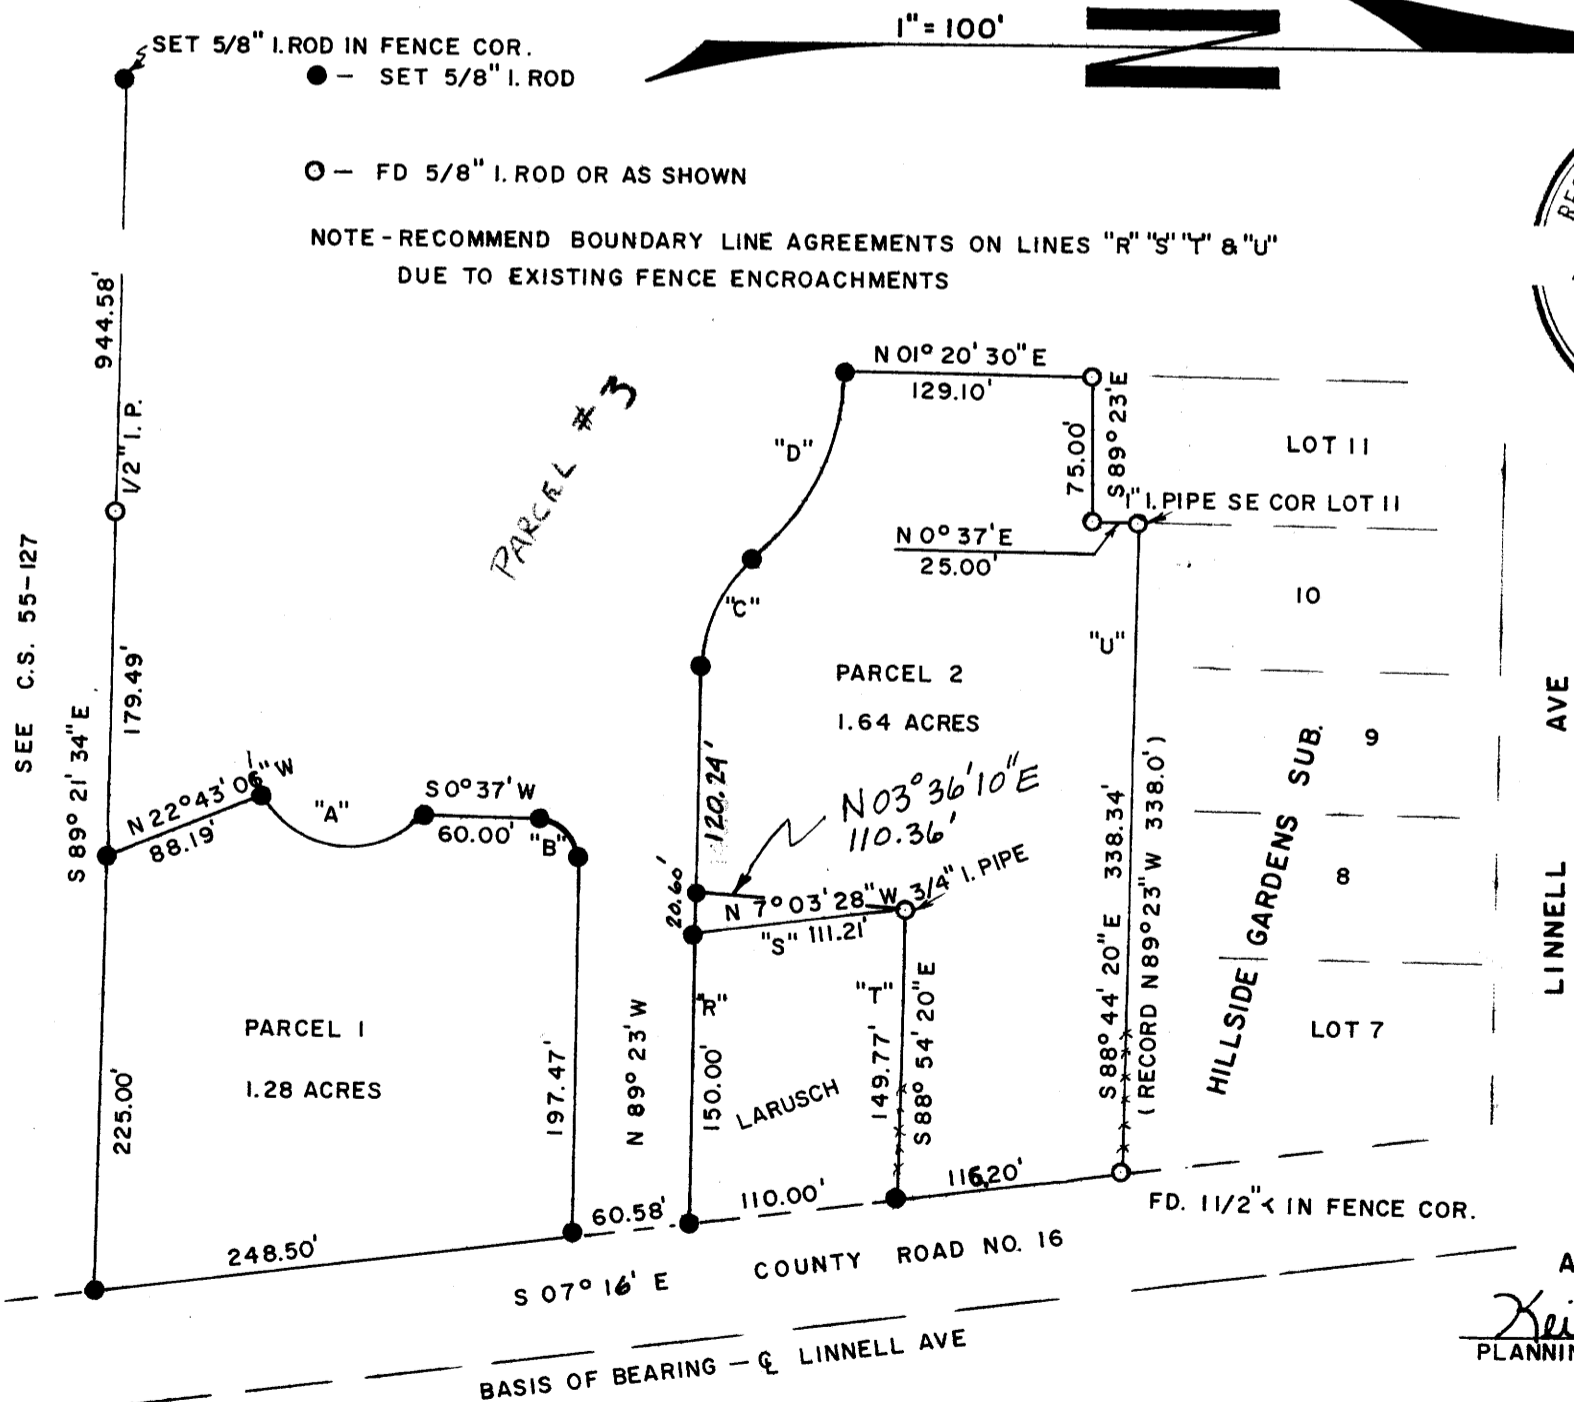 1"=100'
SET 5/8" I.ROD IN FENCE COR.
● - SET 5/8" I. ROD
O - FD 5/8" I. ROD OR AS SHOWN
NOTE - RECOMMEND BOUNDARY LINE AGREEMENTS ON LINES "R" "S" "T" & "U"
DUE TO EXISTING FENCE ENCROACHMENTS
944.58'
1/2" I.P.
SEE C.S. 55-127
179.49'
S 89° 21' 34" E
225.00'
PARCEL #3
N 01° 20' 30" E
129.10'
"D"
75.00'
S 89° 23' E
LOT 11
1" I. PIPE SE COR LOT 11
N 0° 37' E
25.00'
"C"
10
"U"
PARCEL 2
1.64 ACRES
9
N 22° 43' 06" W
88.19'
"A"
S 0° 37' W
60.00'
"B"
120.24'
N 03° 36' 10" E
110.36'
20.60'
N 7° 03' 28" W
3/4" I. PIPE
"S" 111.21'
8
S 88° 44' 20" E 338.34'
(RECORD N 89° 23" W 338.0')
HILLSIDE GARDENS SUB.
LINNELL AVE
PARCEL 1
1.28 ACRES
197.47'
N 89° 23' W
"R"
150.00'
LARUSCH
"T"
149.77'
S 88° 54' 20" E
LOT 7
248.50'
60.58'
110.00'
116.20'
FD. 1 1/2" < IN FENCE COR.
S 07° 16' E
COUNTY ROAD NO. 16
BASIS OF BEARING - ℄ LINNELL AVE
PLANNIN